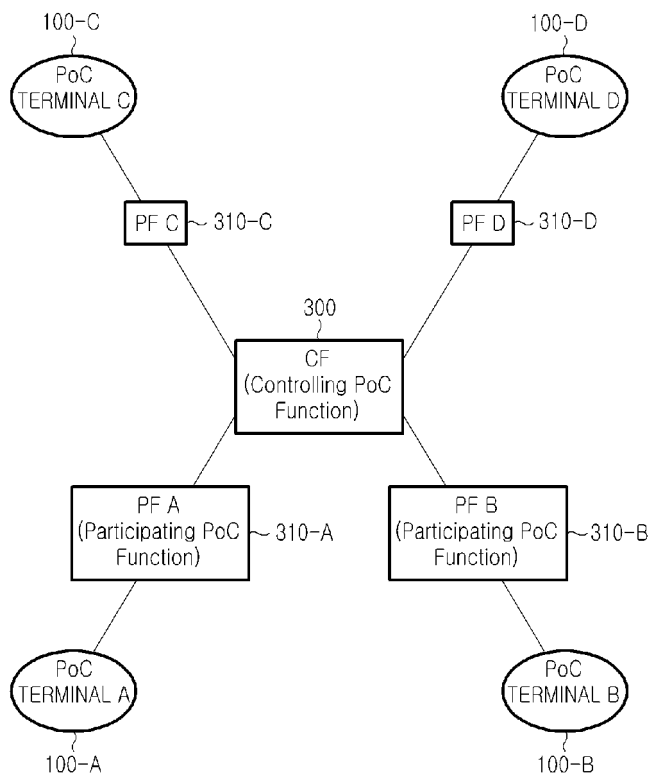 100-C
100-D
PoC
TERMINAL C
PoC
TERMINAL D
PF C
310-C
PF D
310-D
300
CF
(Controlling PoC
Function)
PF A
(Participating PoC
Function)
310-A
PF B
(Participating PoC
Function)
310-B
PoC
TERMINAL A
PoC
TERMINAL B
100-A
100-B